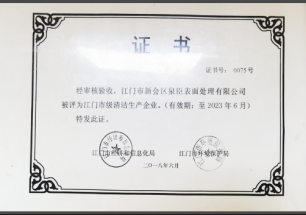 证书
证书号：0075号
经审核验收，江门市新会区泉臣表面处理有限公司
被评为江门市级清洁生产企业。（有效期：至2023年6月）
特发此证。
江门市经济和信息化局 江门市环境保护局
二〇一八年六月